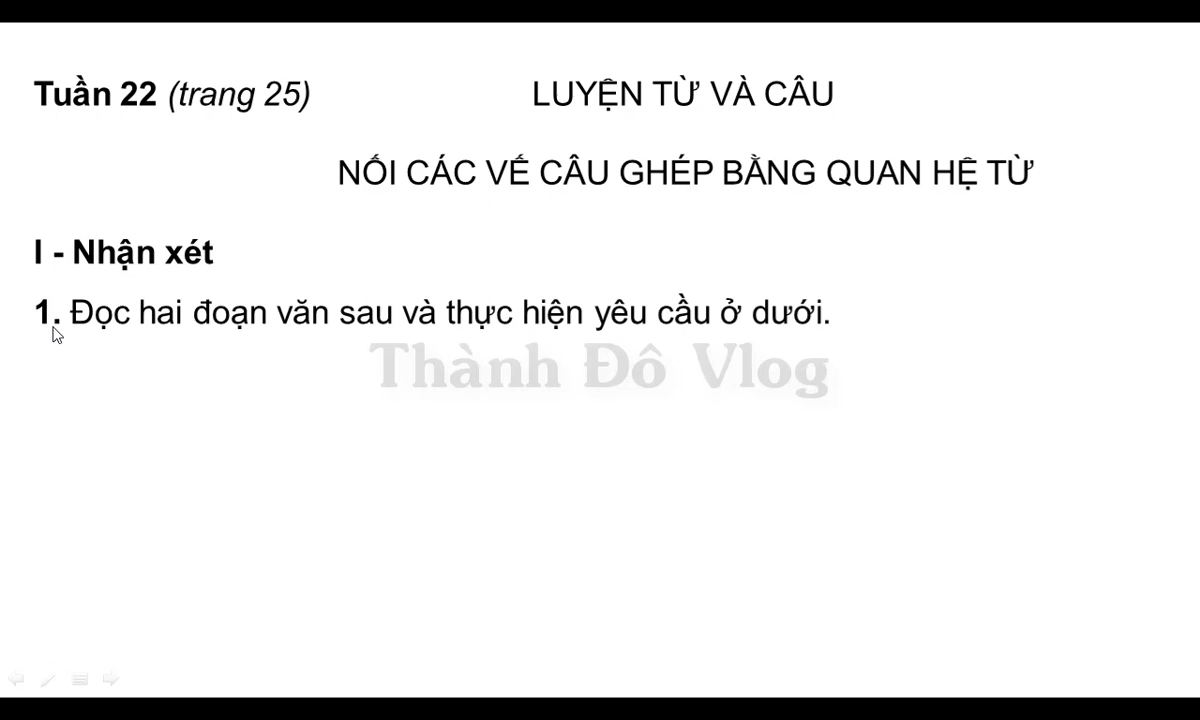 Tuần 22 (trang 25) LUYỆN TỪ VÀ CÂU
NỐI CÁC VẾ CÂU GHÉP BẰNG QUAN HỆ TỪ
I - Nhận xét
1. Đọc hai đoạn văn sau và thực hiện yêu cầu ở dưới.
Thành Đô Vlog